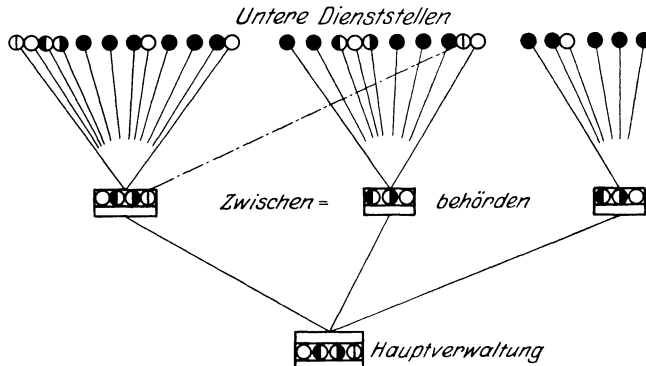 Untere Dienststellen
Zwischen= behörden
Hauptverwaltung